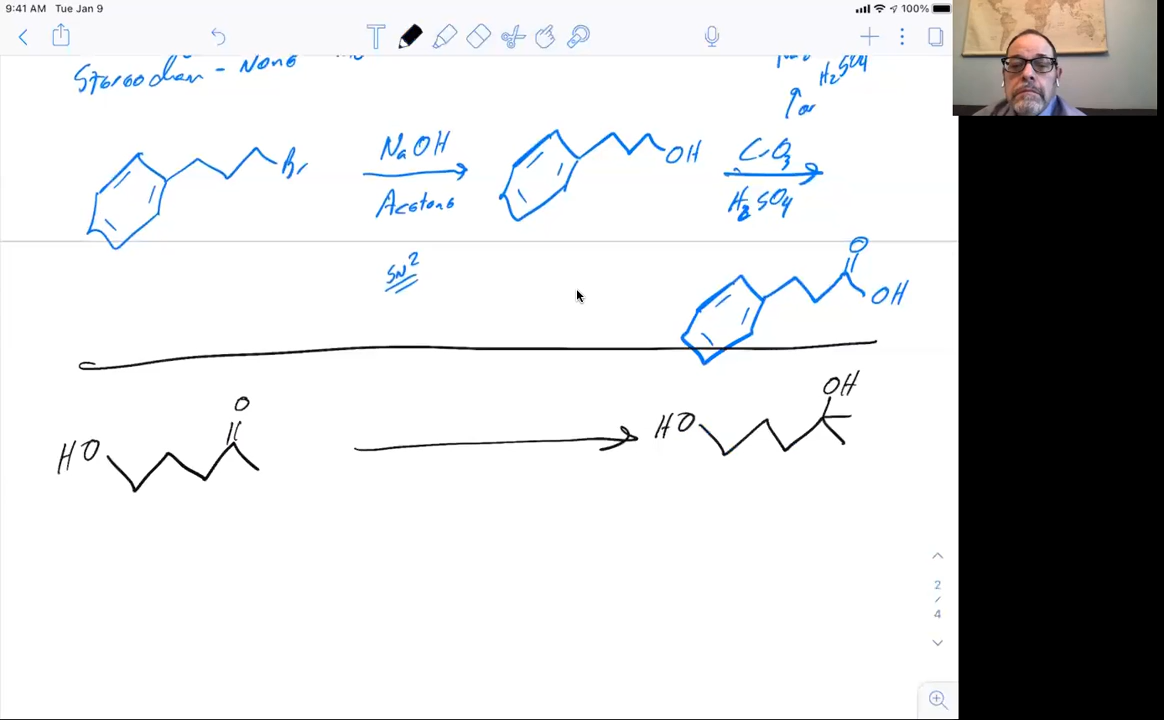 9:41 AM Tue Jan 9
100%
T
Stereochem - None
H2SO4
↑ or
Br
NaOH
Acetone
OH
CrO3
H2SO4
SN2
O
OH
HO
O
HO
OH
2
/
4